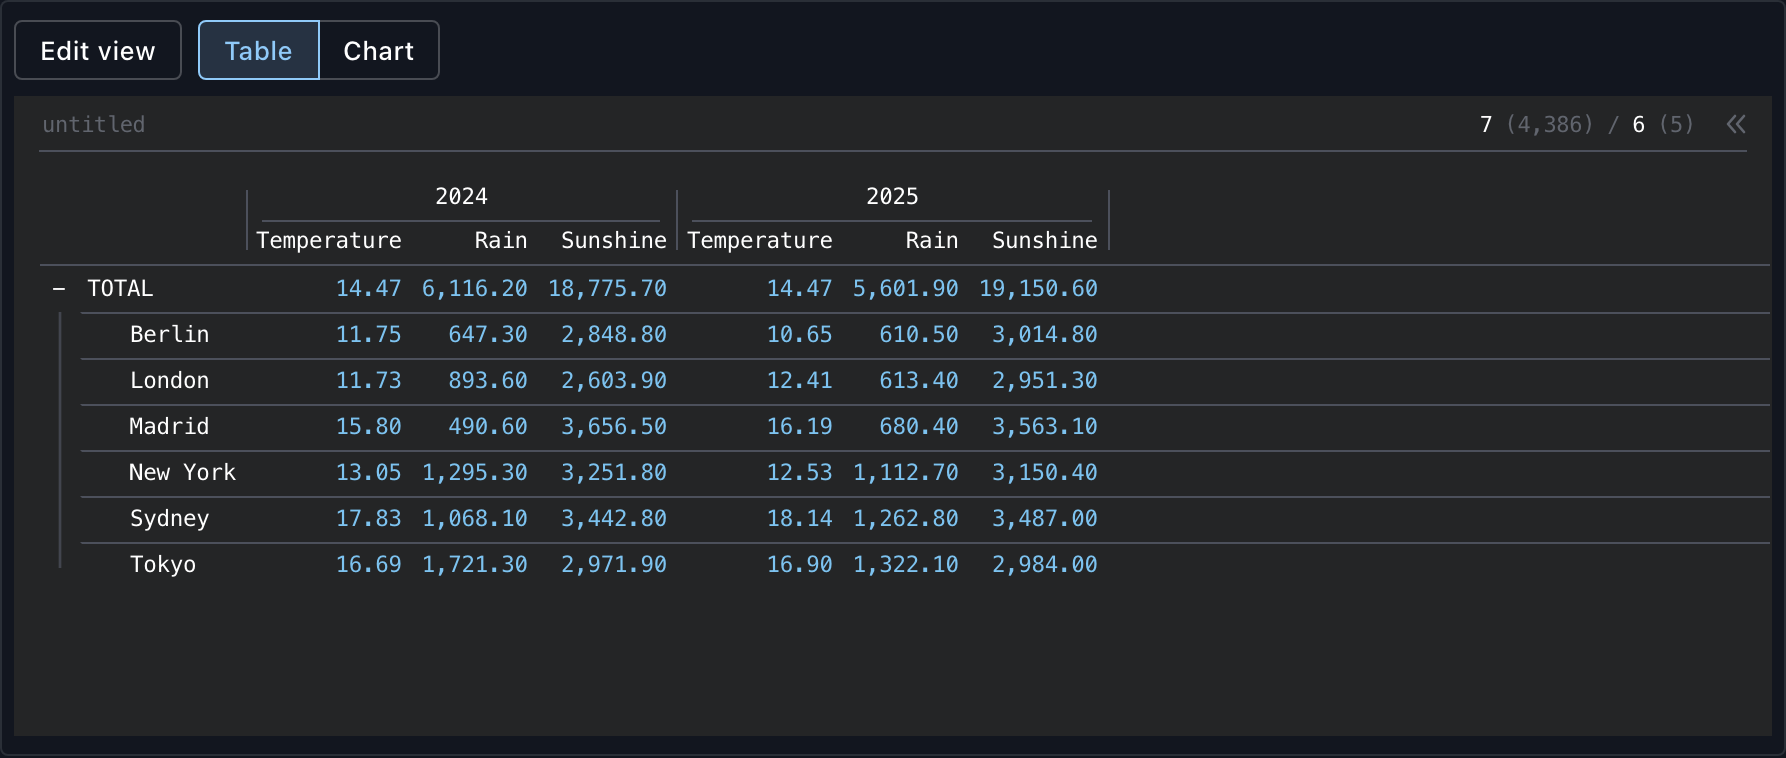 Edit view Table Chart
untitled 7 (4,386) / 6 (5) «
2024 2025
Temperature Rain Sunshine Temperature Rain Sunshine
− TOTAL 14.47 6,116.20 18,775.70 14.47 5,601.90 19,150.60
Berlin 11.75 647.30 2,848.80 10.65 610.50 3,014.80
London 11.73 893.60 2,603.90 12.41 613.40 2,951.30
Madrid 15.80 490.60 3,656.50 16.19 680.40 3,563.10
New York 13.05 1,295.30 3,251.80 12.53 1,112.70 3,150.40
Sydney 17.83 1,068.10 3,442.80 18.14 1,262.80 3,487.00
Tokyo 16.69 1,721.30 2,971.90 16.90 1,322.10 2,984.00